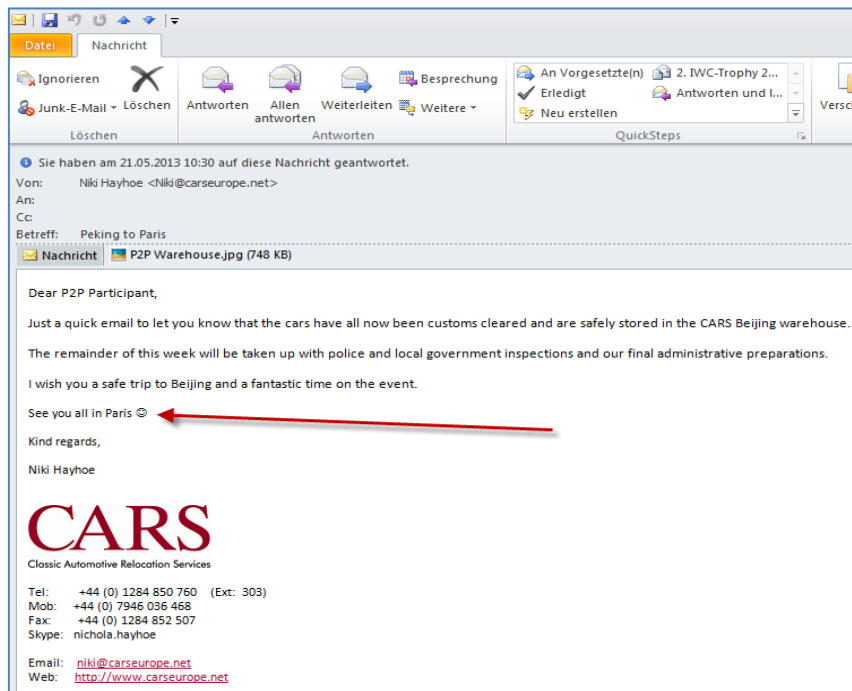 Datei Nachricht
Ignorieren
Junk-E-Mail
Löschen
Löschen
Antworten
Allen antworten
Weiterleiten
Besprechung
Weitere
Antworten
An Vorgesetzte(n)
Erledigt
Neu erstellen
2. IWC-Trophy 2...
Antworten und I...
QuickSteps
Sie haben am 21.05.2013 10:30 auf diese Nachricht geantwortet.
Von: Niki Hayhoe <Niki@carseurope.net>
An:
Cc:
Betreff: Peking to Paris
Nachricht P2P Warehouse.jpg (748 KB)
Dear P2P Participant,
Just a quick email to let you know that the cars have all now been customs cleared and are safely stored in the CARS Beijing warehouse.
The remainder of this week will be taken up with police and local government inspections and our final administrative preparations.
I wish you a safe trip to Beijing and a fantastic time on the event.
See you all in Paris ☺
Kind regards,
Niki Hayhoe
CARS
Classic Automotive Relocation Services
Tel: +44 (0) 1284 850 760 (Ext: 303)
Mob: +44 (0) 7946 036 468
Fax: +44 (0) 1284 852 507
Skype: nichola.hayhoe
Email: niki@carseurope.net
Web: http://www.carseurope.net